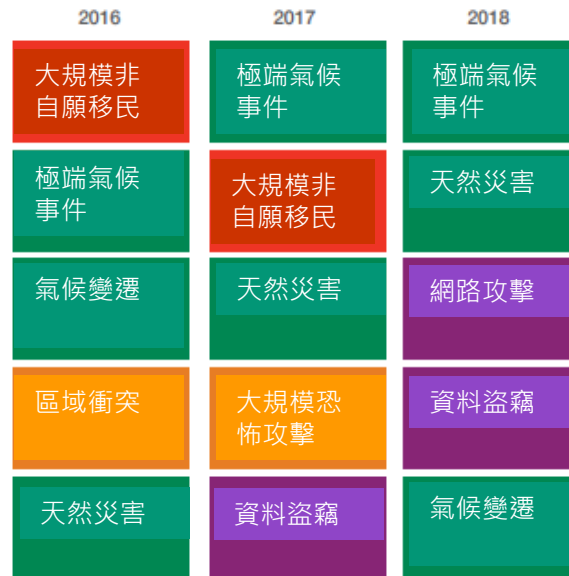 2016
2017
2018
大規模非
自願移民
極端氣候
事件
極端氣候
事件
極端氣候
事件
大規模非
自願移民
天然災害
氣候變遷
天然災害
網路攻擊
區域衝突
大規模恐
怖攻擊
資料盜竊
天然災害
資料盜竊
氣候變遷